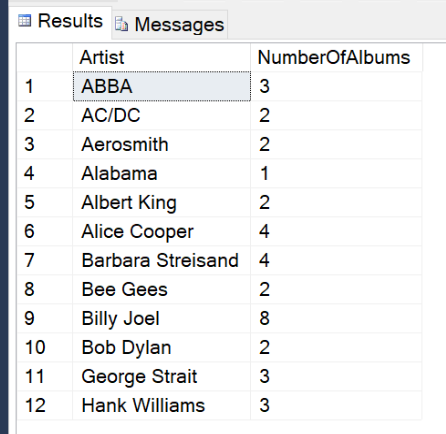 Results Messages
Artist NumberOfAlbums
1 ABBA 3
2 AC/DC 2
3 Aerosmith 2
4 Alabama 1
5 Albert King 2
6 Alice Cooper 4
7 Barbara Streisand 4
8 Bee Gees 2
9 Billy Joel 8
10 Bob Dylan 2
11 George Strait 3
12 Hank Williams 3